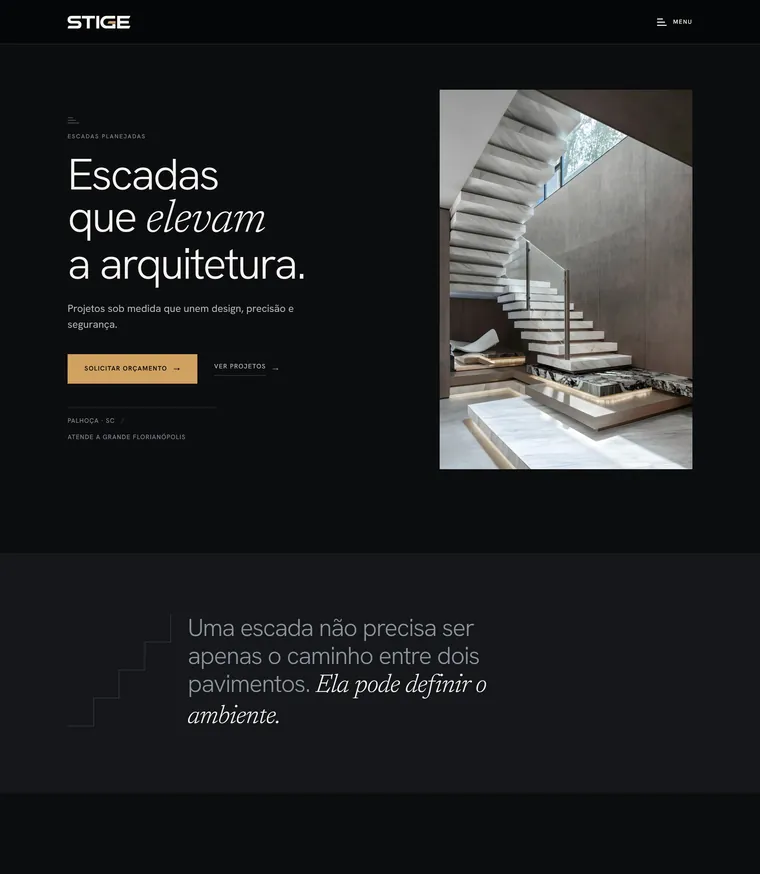 STIGE
MENU
ESCADAS PLANEJADAS
Escadas
que elevam
a arquitetura.
Projetos sob medida que unem design, precisão e
segurança.
SOLICITAR ORÇAMENTO →
VER PROJETOS →
PALHOÇA · SC /
ATENDE A GRANDE FLORIANÓPOLIS
Uma escada não precisa ser
apenas o caminho entre dois
pavimentos. Ela pode definir o
ambiente.